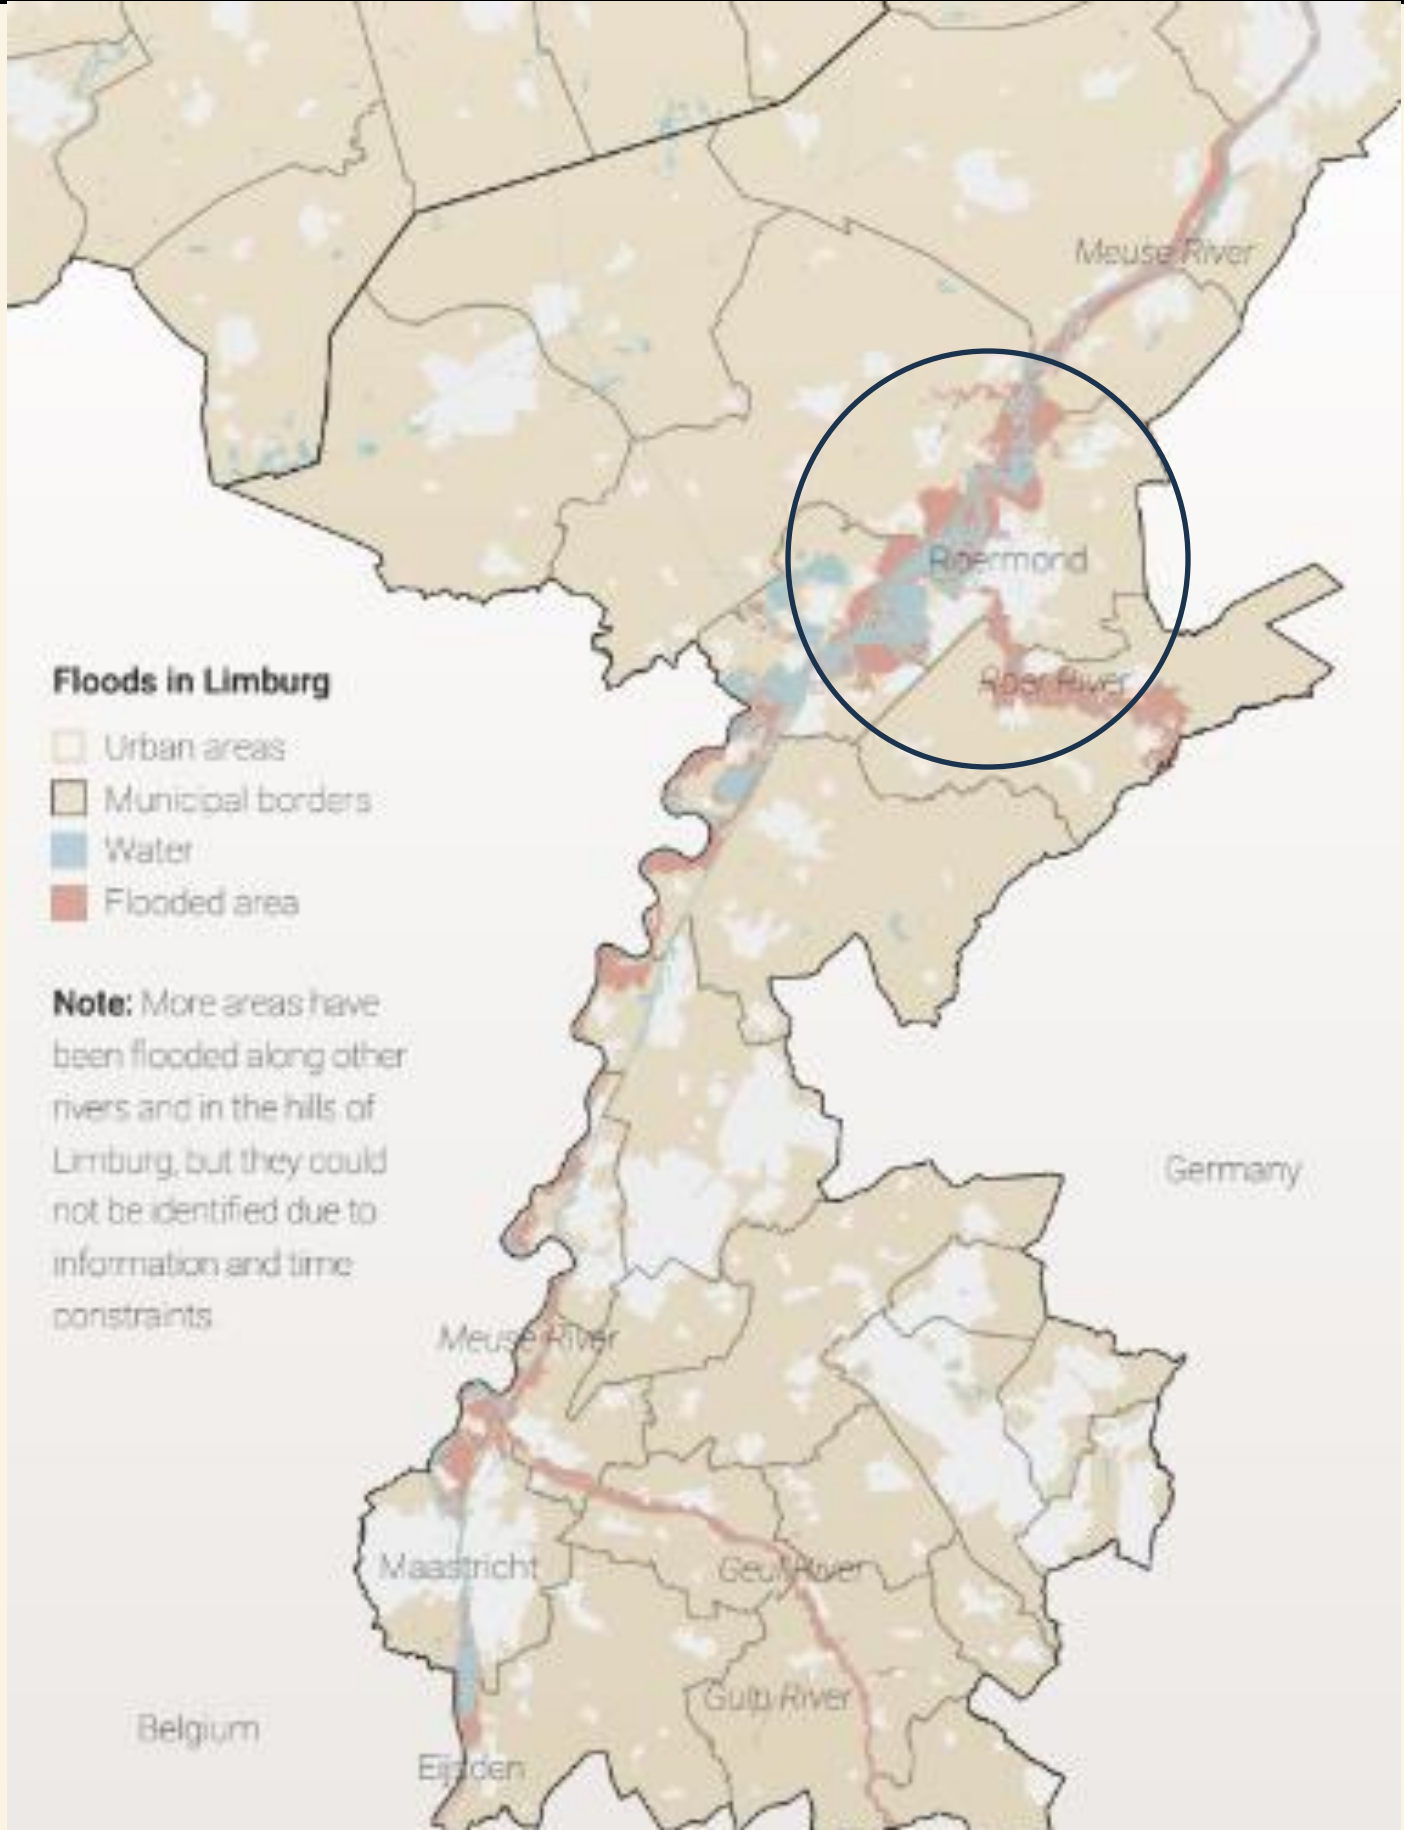 Meuse River
Roermond
Roer River
Floods in Limburg
Urban areas
Municipal borders
Water
Flooded area
Note: More areas have
been flooded along other
rivers and in the hills of
Limburg, but they could
not be identified due to
information and time
constraints.
Germany
Meuse River
Maastricht
Geul River
Gulp River
Belgium
Eijsden